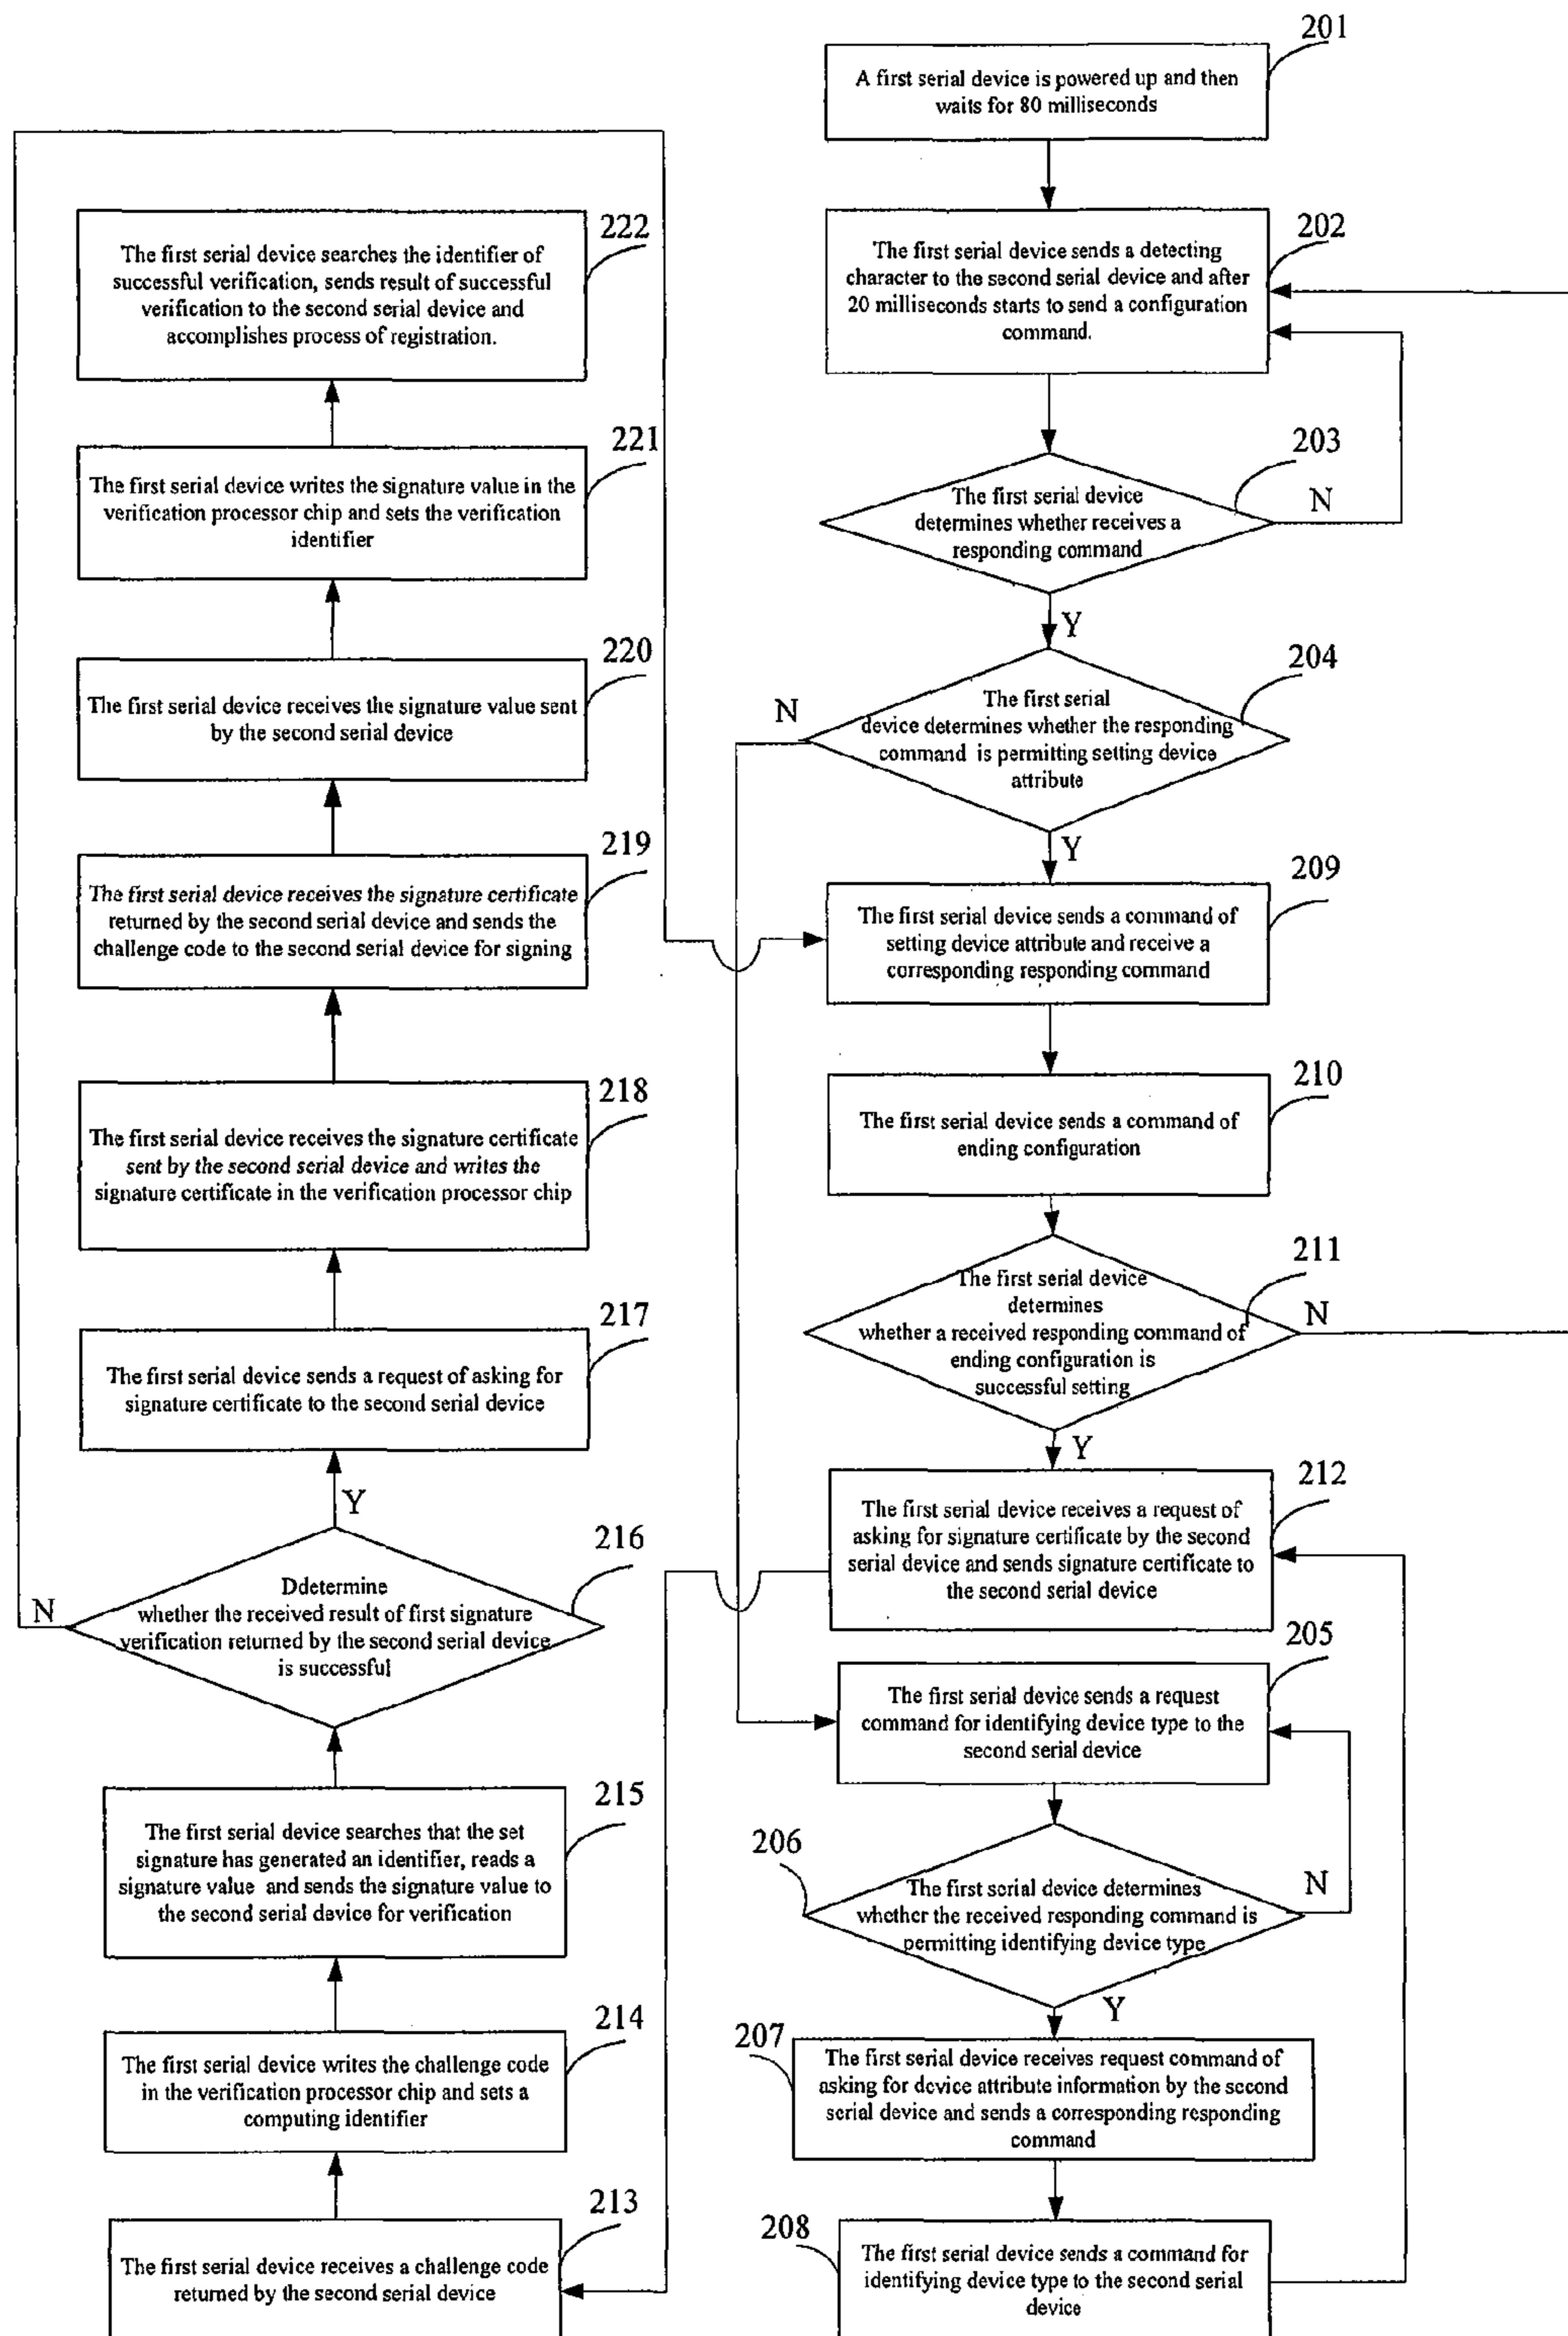 201
A first serial device is powered up and then
waits for 80 milliseconds
202
The first serial device sends a detecting
character to the second serial device and after
20 milliseconds starts to send a configuration
command.
203
The first serial device
determines whether receives a
responding command
N
Y
204
The first serial
device determines whether the responding
command is permitting setting device
attribute
N
Y
209
The first serial device sends a command of
setting device attribute and receive a
corresponding responding command
210
The first serial device sends a command of
ending configuration
211
The first serial device
determines
whether a received responding command of
ending configuration is
successful setting
N
Y
212
The first serial device receives a request of
asking for signature certificate by the second
serial device and sends signature certificate to
the second serial device
205
The first serial device sends a request
command for identifying device type to the
second serial device
206
The first serial device determines
whether the received responding command is
permitting identifying device type
N
Y
207
The first serial device receives request command of
asking for device attribute information by the second
serial device and sends a corresponding responding
command
208
The first serial device sends a command for
identifying device type to the second serial
device
222
The first serial device searches the identifier of
successful verification, sends result of successful
verification to the second serial device and
accomplishes process of registration.
221
The first serial device writes the signature value in the
verification processor chip and sets the verification
identifier
220
The first serial device receives the signature value sent
by the second serial device
219
The first serial device receives the signature certificate
returned by the second serial device and sends the
challenge code to the second serial device for signing
218
The first serial device receives the signature certificate
sent by the second serial device and writes the
signature certificate in the verification processor chip
217
The first serial device sends a request of asking for
signature certificate to the second serial device
Y
216
Ddetermine
whether the received result of first signature
verification returned by the second serial device
is successful
N
215
The first serial device searches that the set
signature has generated an identifier, reads a
signature value and sends the signature value to
the second serial device for verification
214
The first serial device writes the challenge code
in the verification processor chip and sets a
computing identifier
213
The first serial device receives a challenge code
returned by the second serial device